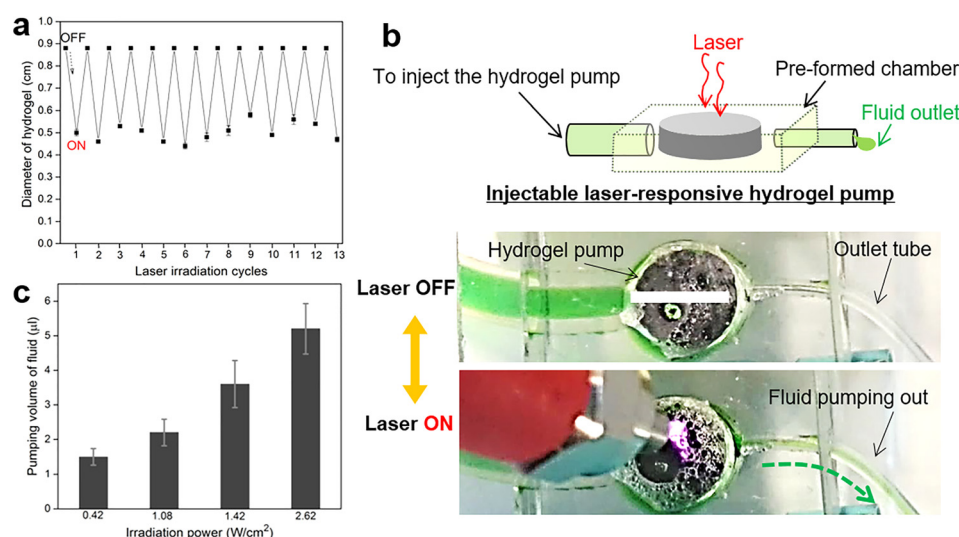 a
Diameter of hydrogel (cm)
1.0
0.9
0.8
0.7
0.6
0.5
0.4
0.3
0.2
0.1
0.0
OFF
ON
1 2 3 4 5 6 7 8 9 10 11 12 13
Laser irradiation cycles
b
Laser
To inject the hydrogel pump
Pre-formed chamber
Fluid outlet
Injectable laser-responsive hydrogel pump
Laser OFF
Laser ON
Hydrogel pump
Outlet tube
Fluid pumping out
c
Pumping volume of fluid (μl)
6
5
4
3
2
1
0
0.42 1.08 1.42 2.62
Irradiation power (W/cm²)